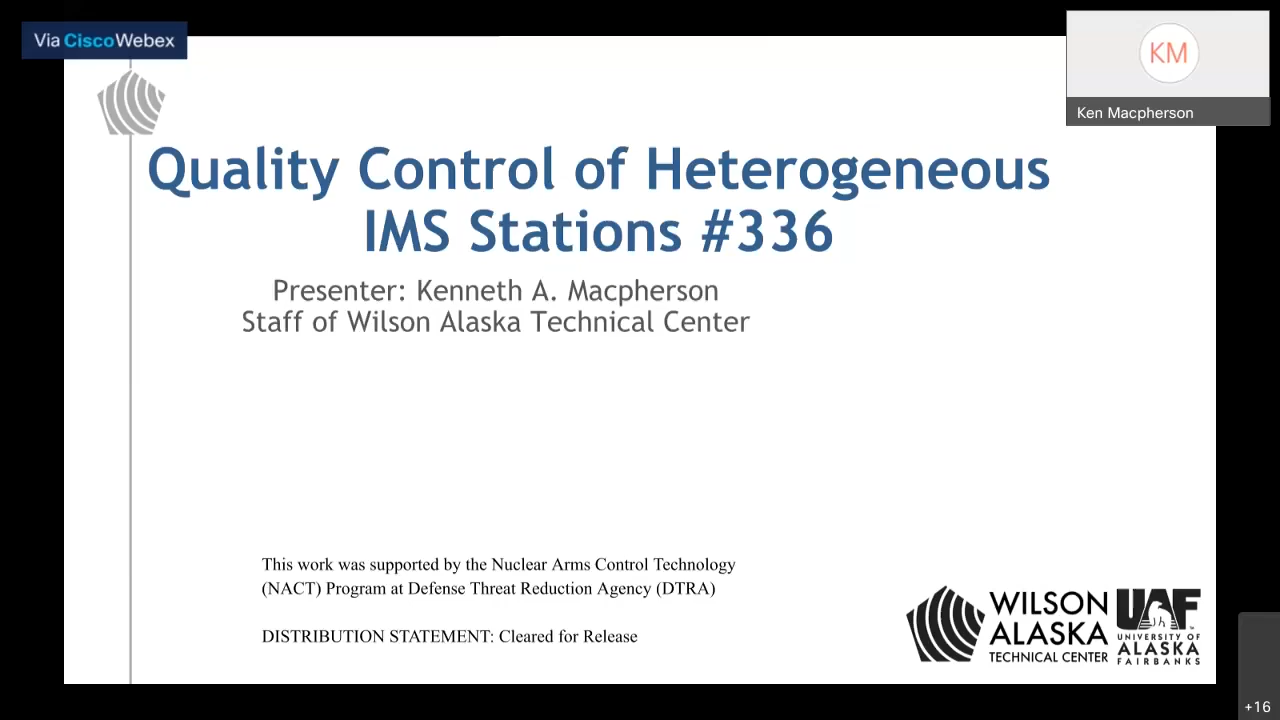 Via CiscoWebex
KM
Ken Macpherson
Quality Control of Heterogeneous
IMS Stations #336
Presenter: Kenneth A. Macpherson
Staff of Wilson Alaska Technical Center
This work was supported by the Nuclear Arms Control Technology
(NACT) Program at Defense Threat Reduction Agency (DTRA)
DISTRIBUTION STATEMENT: Cleared for Release
WILSON
ALASKA
TECHNICAL CENTER
UAF
UNIVERSITY OF
ALASKA
FAIRBANKS
+16